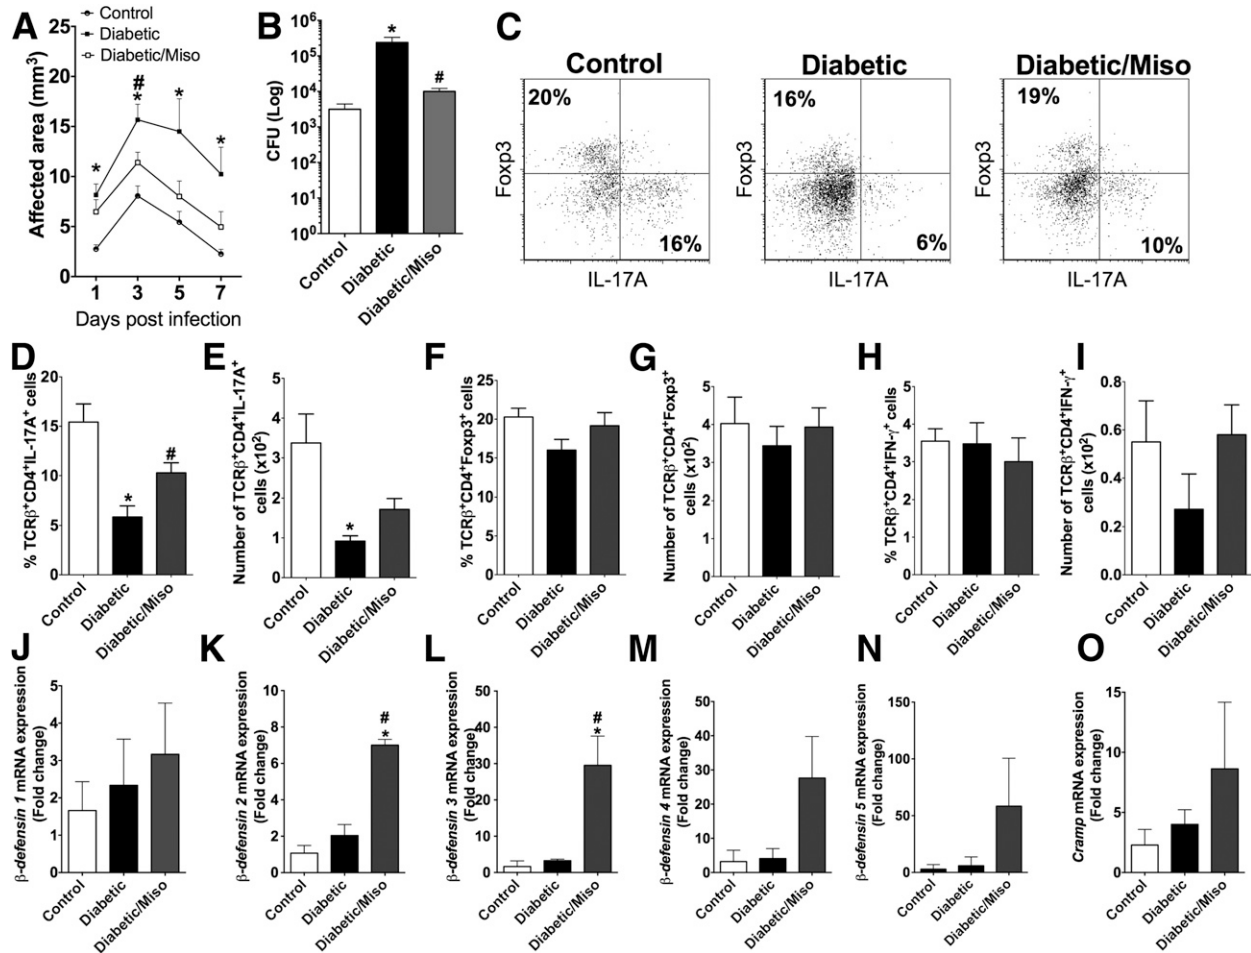 A
Control
Diabetic
Diabetic/Miso
Affected area (mm³)
25
20
15
10
5
0
#
*
*
*
*
1 3 5 7
Days post infection
B
CFU (Log)
10⁶
10⁵
10⁴
10³
10²
10¹
10⁰
*
#
Control
Diabetic
Diabetic/Miso
C
Control
Diabetic
Diabetic/Miso
20%
16%
16%
6%
19%
10%
Foxp3
Foxp3
Foxp3
IL-17A
IL-17A
IL-17A
D
% TCRβ⁺CD4⁺IL-17A⁺ cells
20
15
10
5
0
*
#
Control
Diabetic
Diabetic/Miso
E
Number of TCRβ⁺CD4⁺IL-17A⁺
cells (x10²)
5
4
3
2
1
0
*
Control
Diabetic
Diabetic/Miso
F
% TCRβ⁺CD4⁺Foxp3⁺ cells
25
20
15
10
5
0
Control
Diabetic
Diabetic/Miso
G
Number of TCRβ⁺CD4⁺Foxp3⁺
cells (x10²)
5
4
3
2
1
0
Control
Diabetic
Diabetic/Miso
H
% TCRβ⁺CD4⁺IFN-γ⁺ cells
5
4
3
2
1
0
Control
Diabetic
Diabetic/Miso
I
Number of TCRβ⁺CD4⁺IFN-γ⁺
cells (x10²)
0.8
0.6
0.4
0.2
0.0
Control
Diabetic
Diabetic/Miso
J
β-defensin 1 mRNA expression
(Fold change)
5
4
3
2
1
0
Control
Diabetic
Diabetic/Miso
K
β-defensin 2 mRNA expression
(Fold change)
10
8
6
4
2
0
#
*
Control
Diabetic
Diabetic/Miso
L
β-defensin 3 mRNA expression
(Fold change)
50
40
30
20
10
0
#
*
Control
Diabetic
Diabetic/Miso
M
β-defensin 4 mRNA expression
(Fold change)
50
40
30
20
10
0
Control
Diabetic
Diabetic/Miso
N
β-defensin 5 mRNA expression
(Fold change)
150
100
50
0
Control
Diabetic
Diabetic/Miso
O
Cramp mRNA expression
(Fold change)
15
10
5
0
Control
Diabetic
Diabetic/Miso